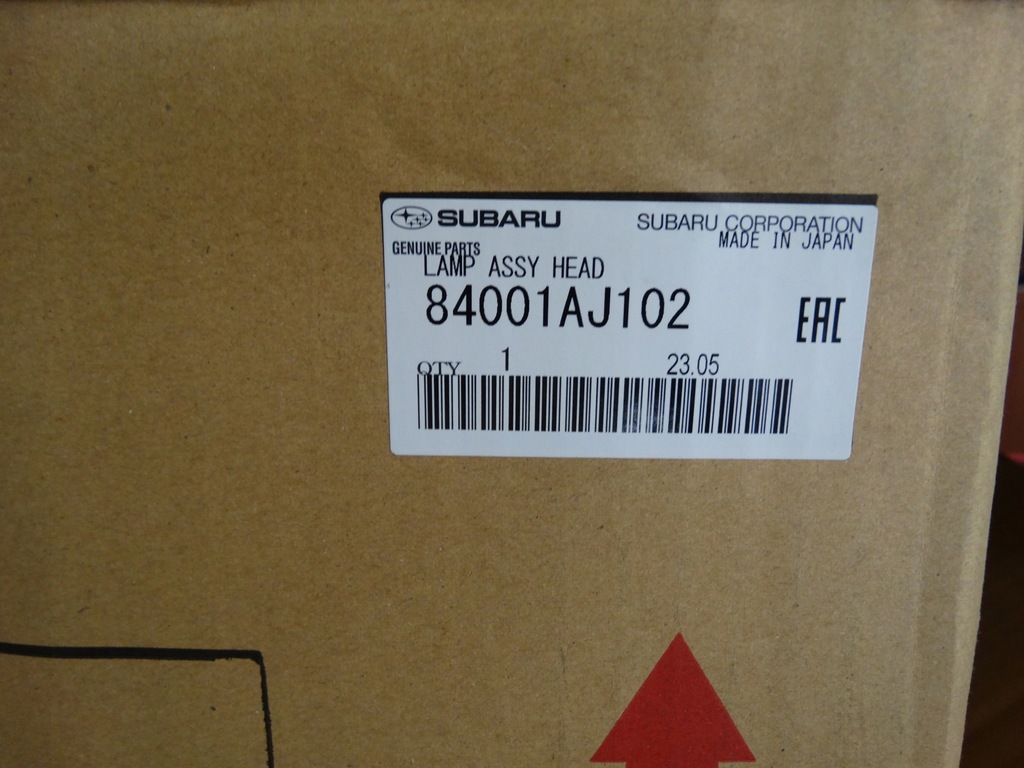 SUBARU SUBARU CORPORATION
GENUINE PARTS MADE IN JAPAN
LAMP ASSY HEAD
84001AJ102
EAC
QTY 1 23.05